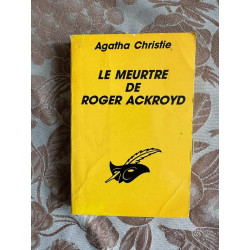 Agatha Christie
LE MEURTRE
DE
ROGER ACKROYD